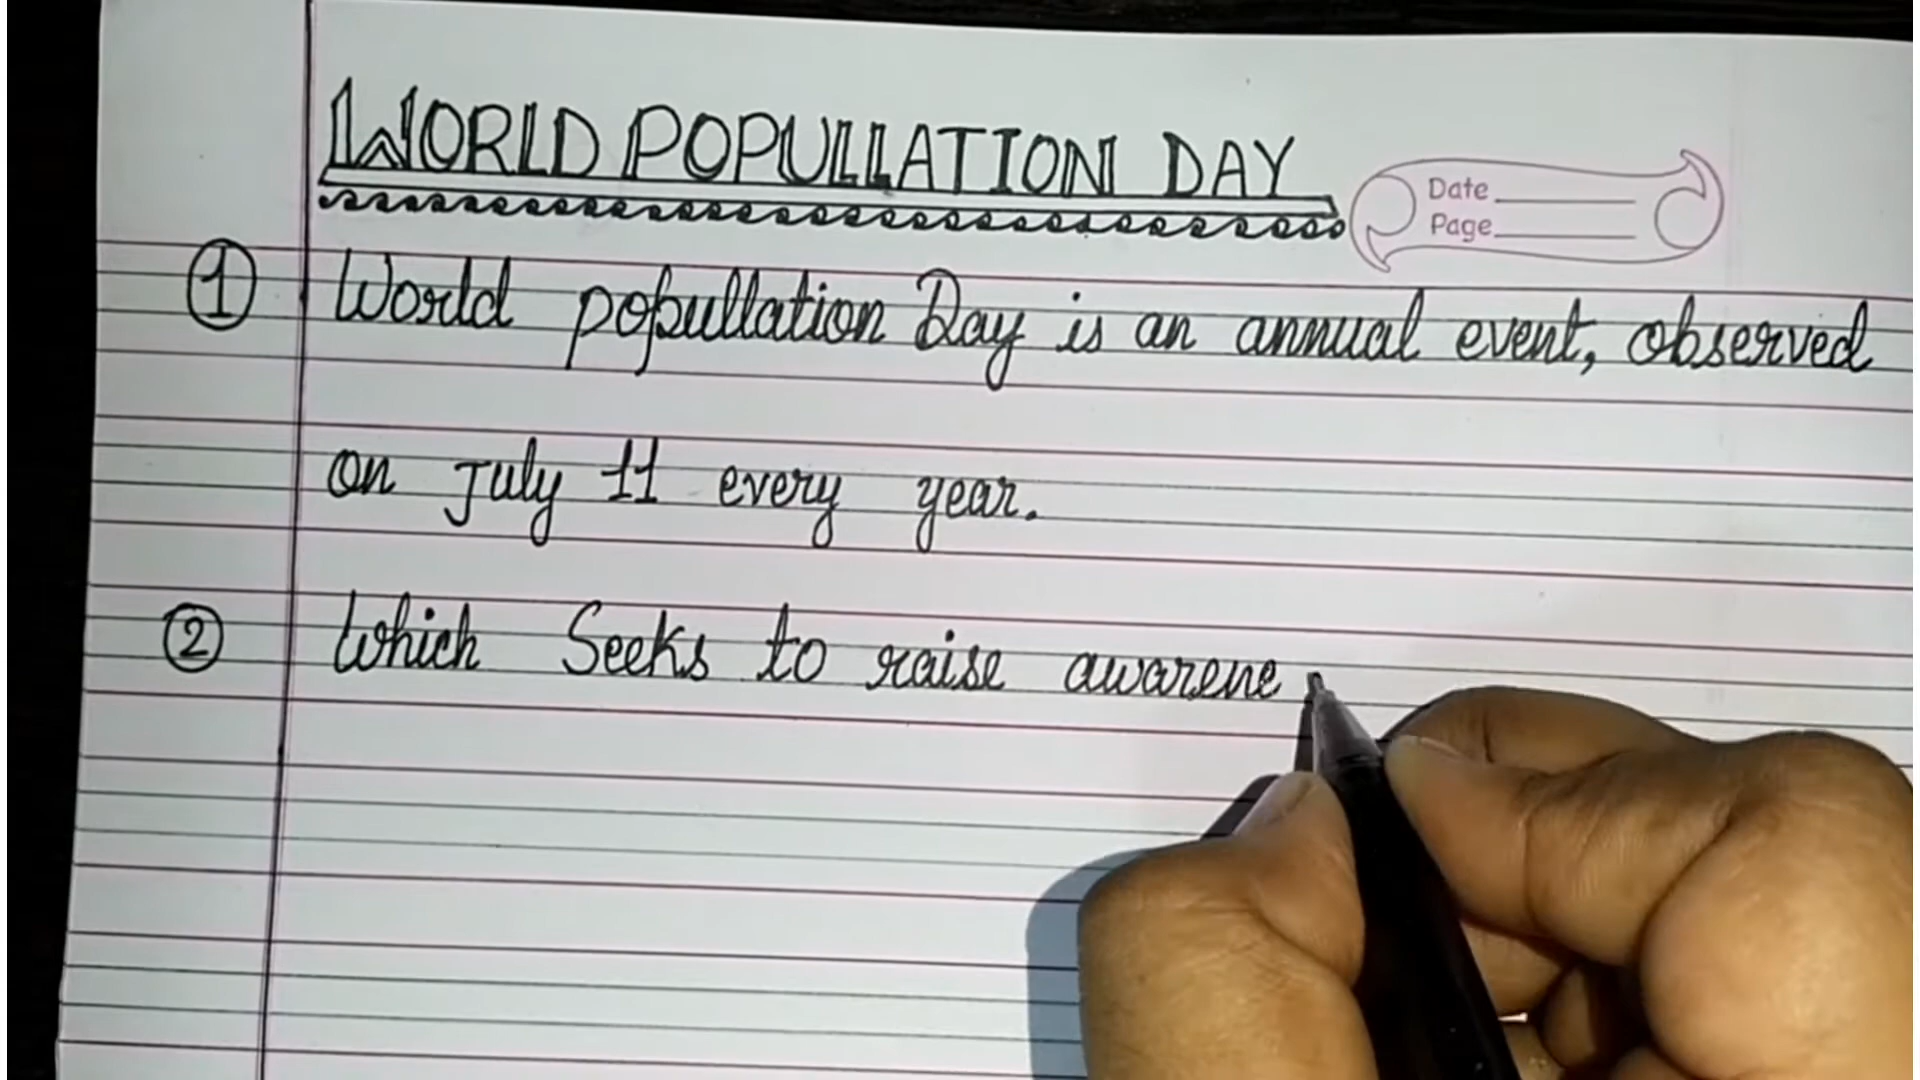 WORLD POPULLATION DAY
Date
Page
1 World popullation Day is an annual event, observed
on July 11 every year.
2 Which Seeks to raise awarene